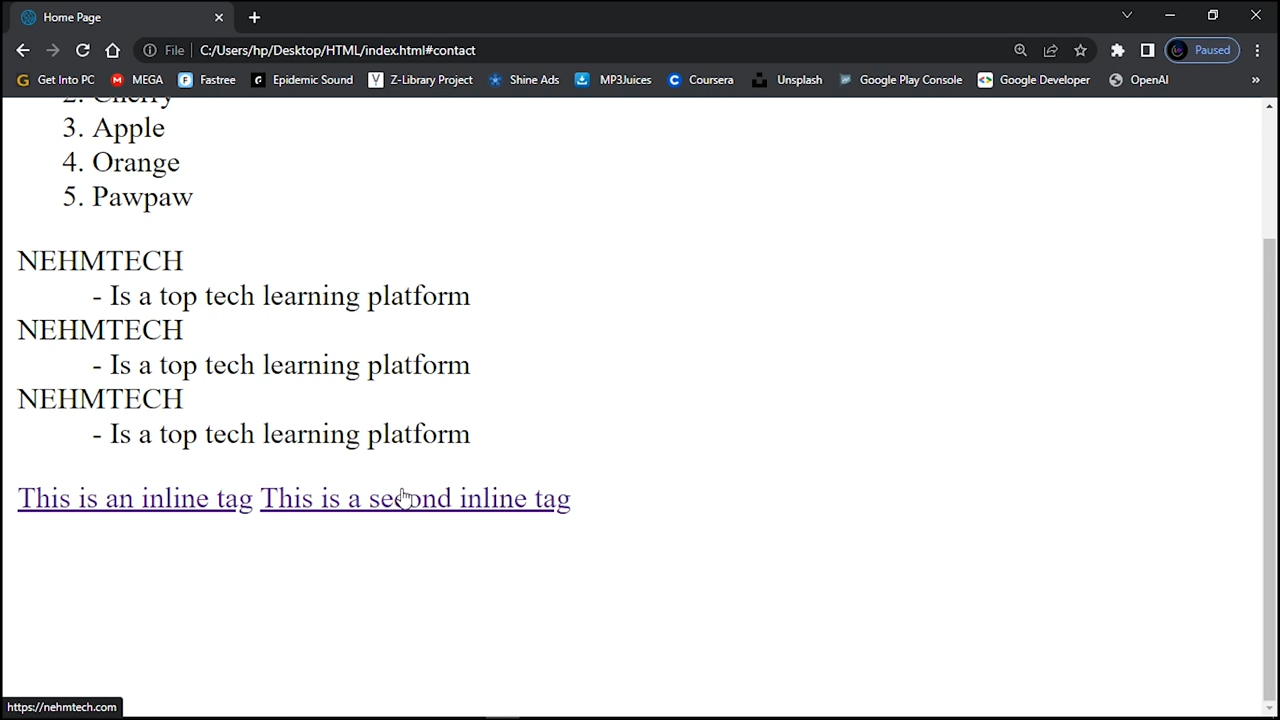 Home Page
File C:/Users/hp/Desktop/HTML/index.html#contact Paused
Get Into PC MEGA Fastree Epidemic Sound Z-Library Project Shine Ads MP3Juices Coursera Unsplash Google Play Console Google Developer OpenAI »
2. Cherry
3. Apple
4. Orange
5. Pawpaw
NEHMTECH
- Is a top tech learning platform
NEHMTECH
- Is a top tech learning platform
NEHMTECH
- Is a top tech learning platform
This is an inline tag This is a second inline tag
https://nehmtech.com